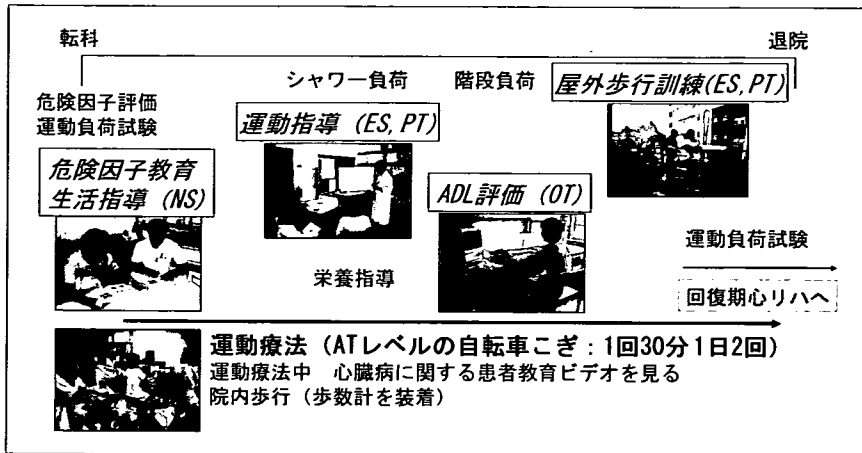 転科
退院
シャワー負荷
階段負荷
屋外歩行訓練(ES,PT)
危険因子評価
運動負荷試験
運動指導 (ES,PT)
危険因子教育
生活指導 (NS)
ADL評価 (OT)
栄養指導
運動負荷試験
回復期心リハへ
運動療法 (ATレベルの自転車こぎ:1回30分1日2回)
運動療法中 心臓病に関する患者教育ビデオを見る
院内歩行 (歩数計を装着)